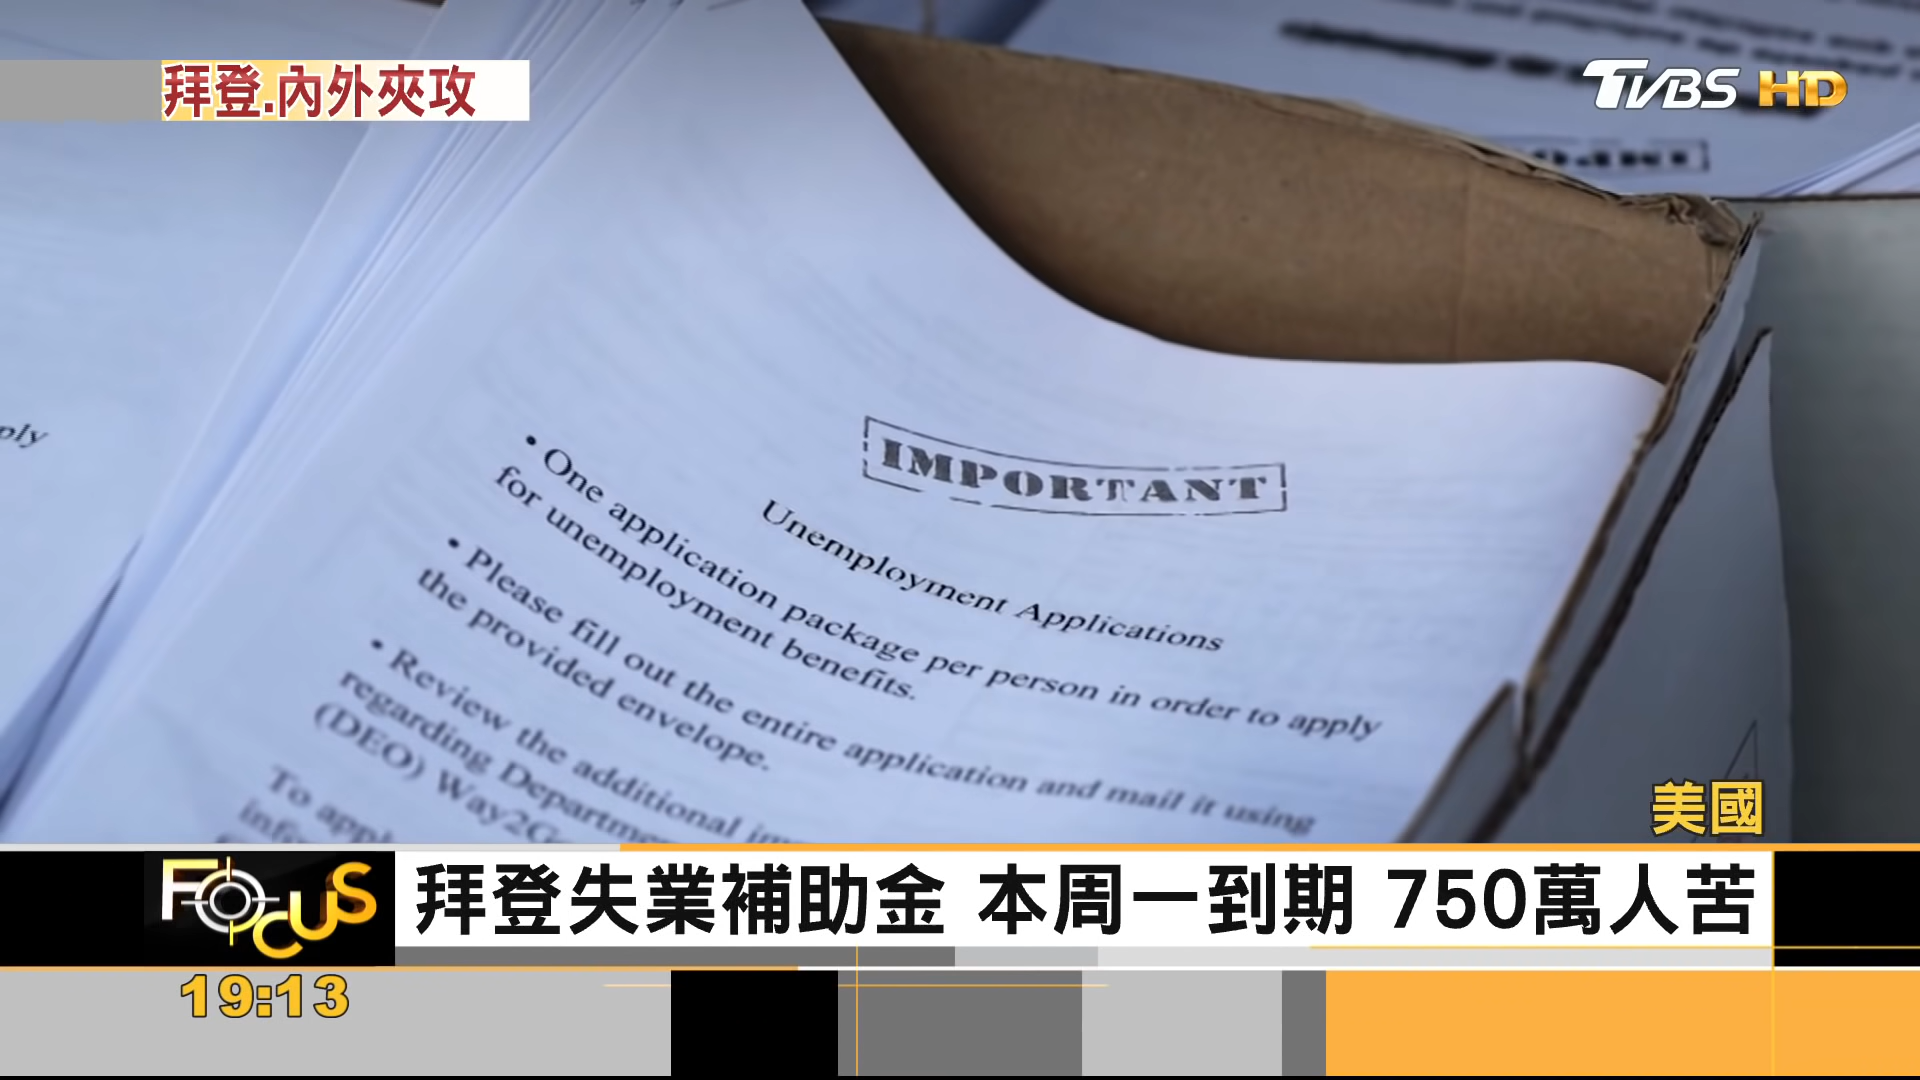 拜登.內外夾攻
TVBS HD
ply
IMPORTANT
Unemployment Applications
• One application package per person in order to apply
for unemployment benefits.
• Please fill out the entire application and mail it using
the provided envelope.
• Review the additional
regarding
(DEO) Way2Go
To
美國
FOCUS
拜登失業補助金 本周一到期 750萬人苦
19:13